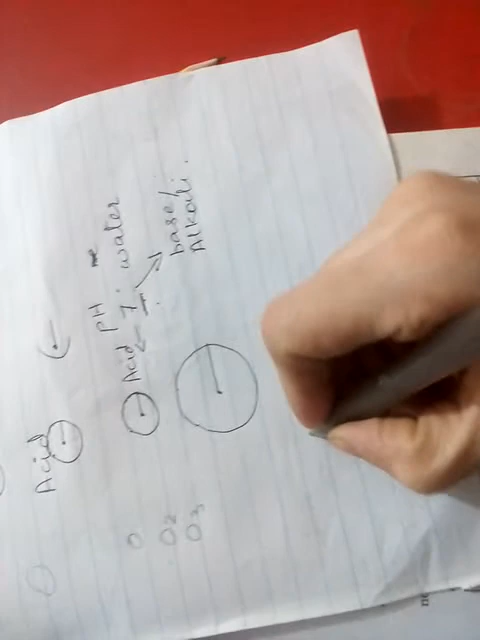 Acid
pH
Acid ← 7. water
base/
Alkali.
O
O2
O3